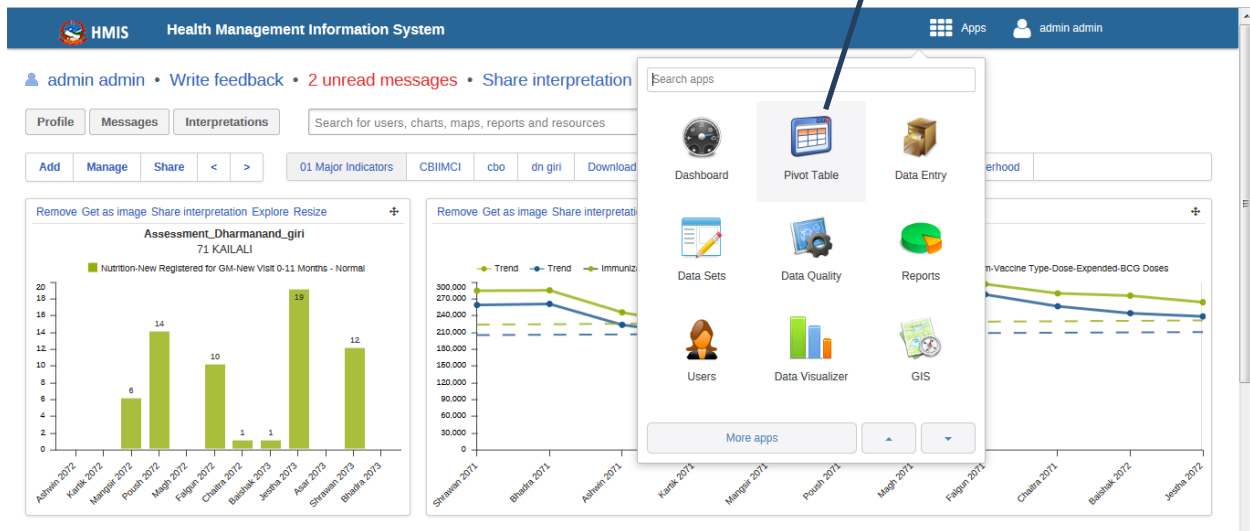 HMIS Health Management Information System Apps admin admin
admin admin • Write feedback • 2 unread messages • Share interpretation
Search apps
Profile Messages Interpretations Search for users, charts, maps, reports and resources
Add Manage Share < > 01 Major Indicators CBIIMCI cbo dn giri Download
Dashboard Pivot Table Data Entry
Data Sets Data Quality Reports
Users Data Visualizer GIS
More apps
Remove Get as image Share interpretation Explore Resize
Assessment_Dharmanand_giri
71 KAILALI
Nutrition-New Registered for GM-New Visit 0-11 Months - Normal
20
18
16
14
12
10
8
6
4
2
0
6 14 10 1 1 19 12
Ashwin 2072 Kartik 2072 Mangsir 2072 Poush 2072 Magh 2072 Falgun 2072 Chaitra 2072 Baishak 2073 Jestha 2073 Asar 2073 Shrawan 2073 Bhadra 2073
Remove Get as image Share
Trend Trend -Vaccine Type-Dose-Expended-BCG Doses
300,000
270,000
240,000
210,000
180,000
150,000
120,000
90,000
60,000
30,000
0
Shrawan 2071 Bhadra 2071 Ashwin 2071 Kartik 2071 Mangsir 2071 Poush 2071 Magh 2071 Falgun 2071 Chaitra 2071 Baishak 2072 Jestha 2072